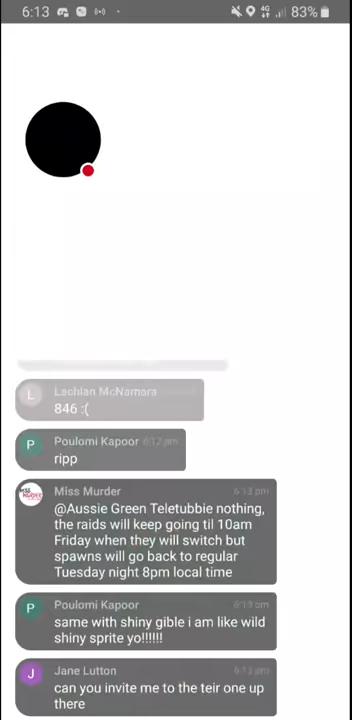 6:13
4G
83%
L
Lachlan McNamara
846 :(
P
Poulomi Kapoor 6:12 pm
ripp
Miss Murder 6:13 pm
@Aussie Green Teletubbie nothing,
the raids will keep going til 10am
Friday when they will switch but
spawns will go back to regular
Tuesday night 8pm local time
P
Poulomi Kapoor 6:13 pm
same with shiny gible i am like wild
shiny sprite yo!!!!!!
J
Jane Lutton 6:13 pm
can you invite me to the teir one up
there